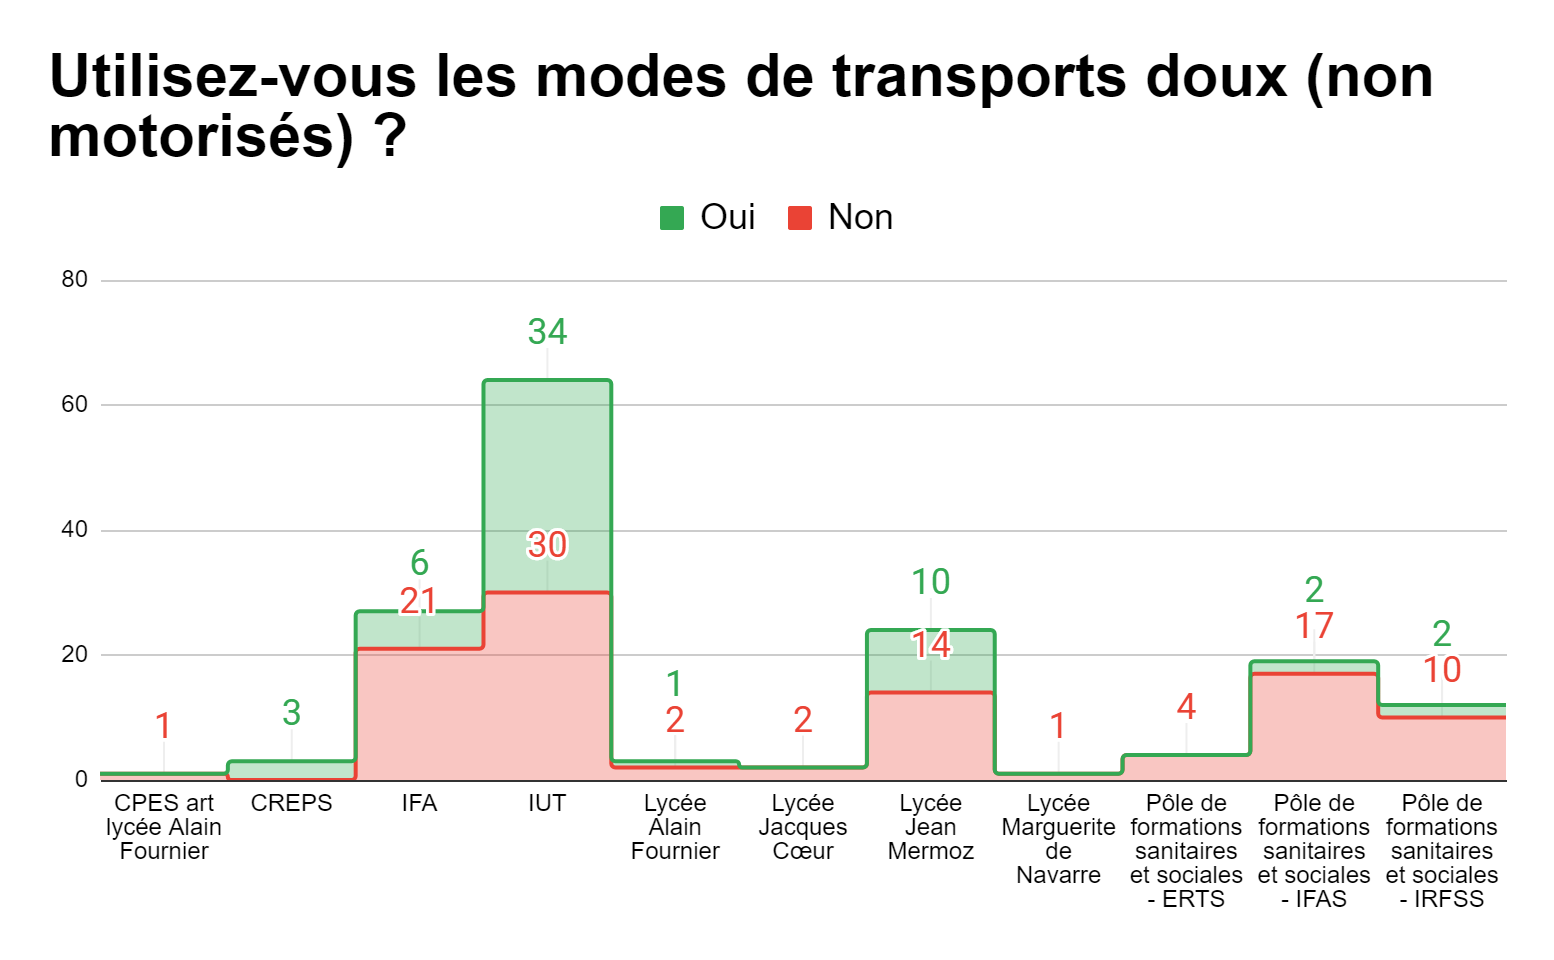 Utilisez-vous les modes de transports doux (non
motorisés) ?
Oui Non
80
60
40
20
0
1
3
6
21
34
30
1
2
2
10
14
1
4
2
17
2
10
CPES art
lycée Alain
Fournier
CREPS
IFA
IUT
Lycée
Alain
Fournier
Lycée
Jacques
Cœur
Lycée
Jean
Mermoz
Lycée
Marguerite
de
Navarre
Pôle de
formations
sanitaires
et sociales
- ERTS
Pôle de
formations
sanitaires
et sociales
- IFAS
Pôle de
formations
sanitaires
et sociales
- IRFSS